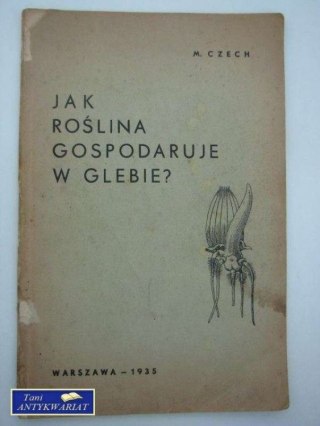 M. CZECH
JAK
ROŚLINA
GOSPODARUJE
W GLEBIE?
WARSZAWA – 1935
Tani
ANTYKWARIAT